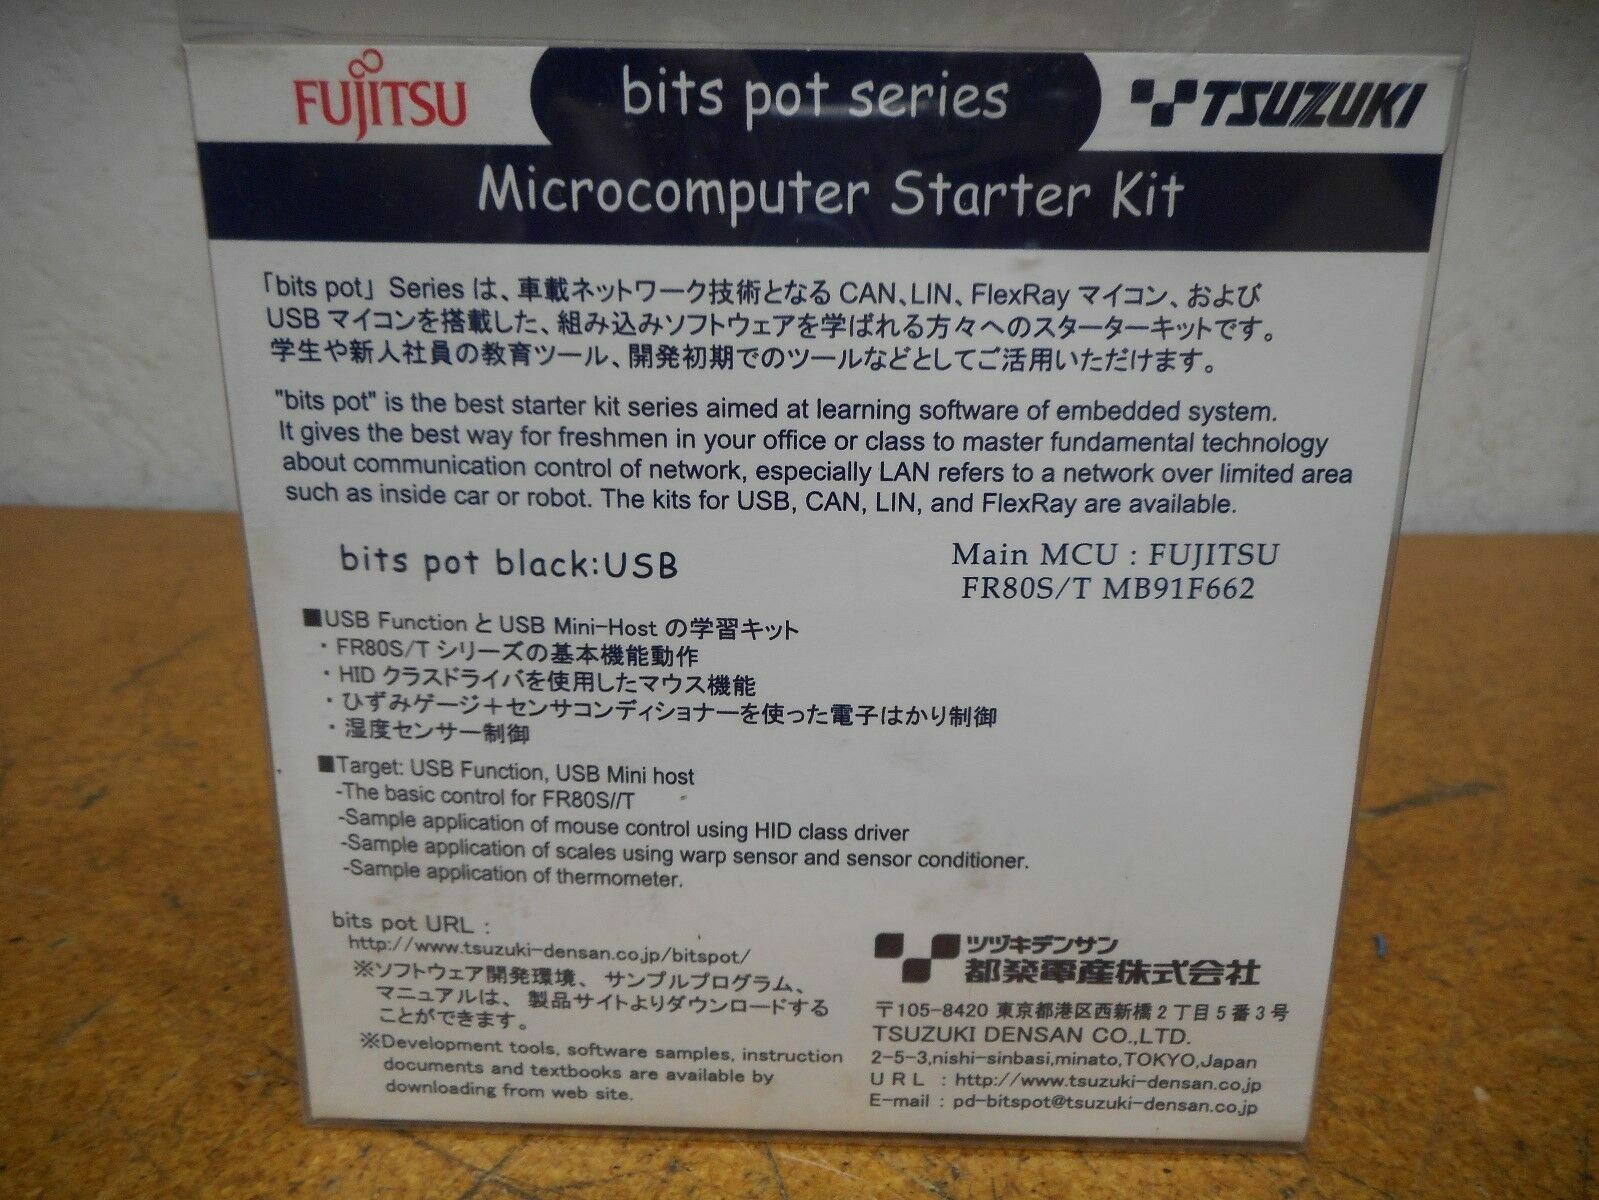 FUJITSU
bits pot series
TSUZUKI
Microcomputer Starter Kit
「bits pot」 Series は、車載ネットワーク技術となる CAN、LIN、FlexRay マイコン、および
USB マイコンを搭載した、組み込みソフトウェアを学ばれる方々へのスターターキットです。
学生や新人社員の教育ツール、開発初期でのツールなどとしてご活用いただけます。
"bits pot" is the best starter kit series aimed at learning software of embedded system.
It gives the best way for freshmen in your office or class to master fundamental technology
about communication control of network, especially LAN refers to a network over limited area
such as inside car or robot. The kits for USB, CAN, LIN, and FlexRay are available.
bits pot black:USB
Main MCU : FUJITSU
FR80S/T MB91F662
■USB Function と USB Mini-Host の学習キット
・FR80S/T シリーズの基本機能動作
・HID クラスドライバを使用したマウス機能
・ひずみゲージ+センサコンディショナーを使った電子はかり制御
・湿度センサー制御
■Target: USB Function, USB Mini host
-The basic control for FR80S//T
-Sample application of mouse control using HID class driver
-Sample application of scales using warp sensor and sensor conditioner.
-Sample application of thermometer.
bits pot URL :
http://www.tsuzuki-densan.co.jp/bitspot/
※ソフトウェア開発環境、サンプルプログラム、
マニュアルは、製品サイトよりダウンロードする
ことができます。
※Development tools, software samples, instruction
documents and textbooks are available by
downloading from web site.
ツヅキデンサン
都築電産株式会社
〒105-8420 東京都港区西新橋2丁目5番3号
TSUZUKI DENSAN CO.,LTD.
2-5-3,nishi-sinbasi,minato,TOKYO,Japan
URL : http://www.tsuzuki-densan.co.jp
E-mail : pd-bitspot@tsuzuki-densan.co.jp